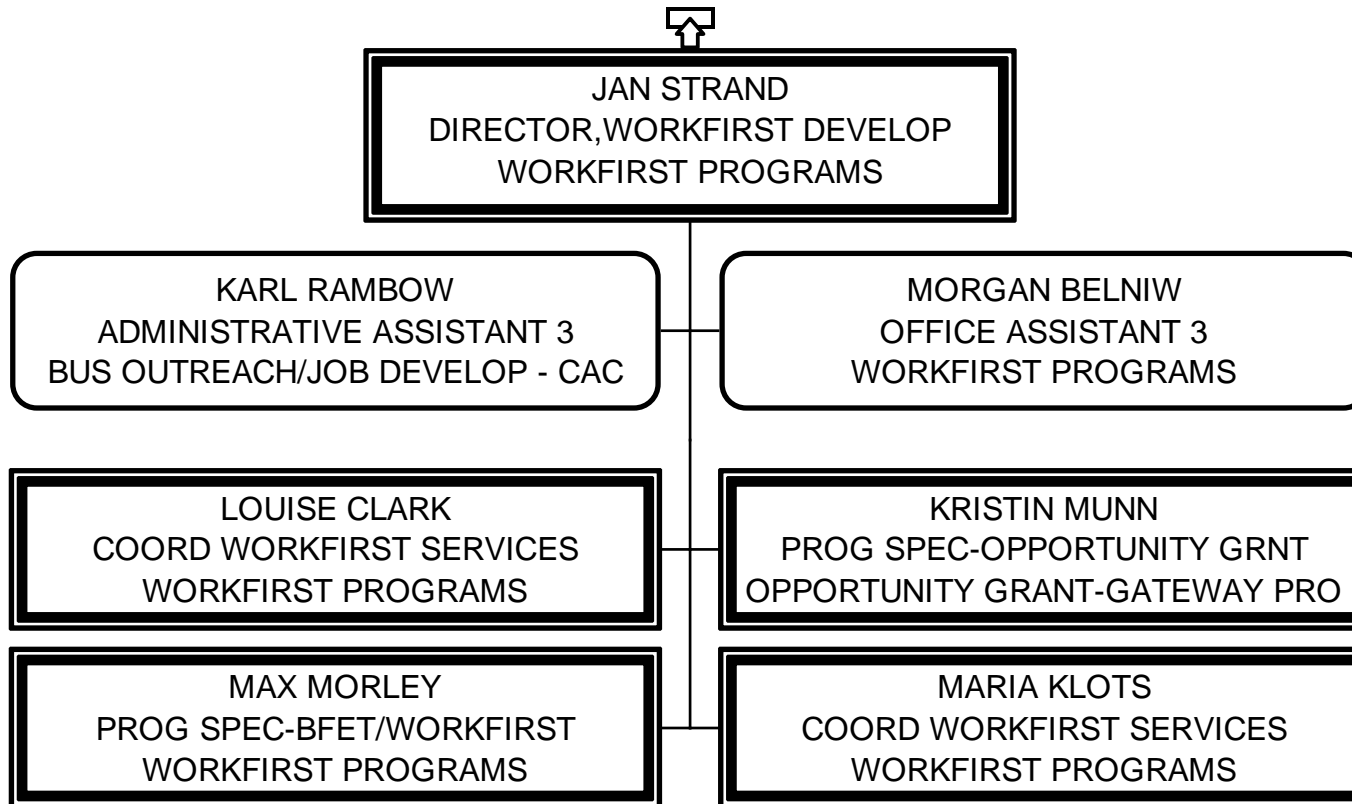 JAN STRAND
DIRECTOR,WORKFIRST DEVELOP
WORKFIRST PROGRAMS
KARL RAMBOW
ADMINISTRATIVE ASSISTANT 3
BUS OUTREACH/JOB DEVELOP - CAC
MORGAN BELNIW
OFFICE ASSISTANT 3
WORKFIRST PROGRAMS
LOUISE CLARK
COORD WORKFIRST SERVICES
WORKFIRST PROGRAMS
KRISTIN MUNN
PROG SPEC-OPPORTUNITY GRNT
OPPORTUNITY GRANT-GATEWAY PRO
MAX MORLEY
PROG SPEC-BFET/WORKFIRST
WORKFIRST PROGRAMS
MARIA KLOTS
COORD WORKFIRST SERVICES
WORKFIRST PROGRAMS